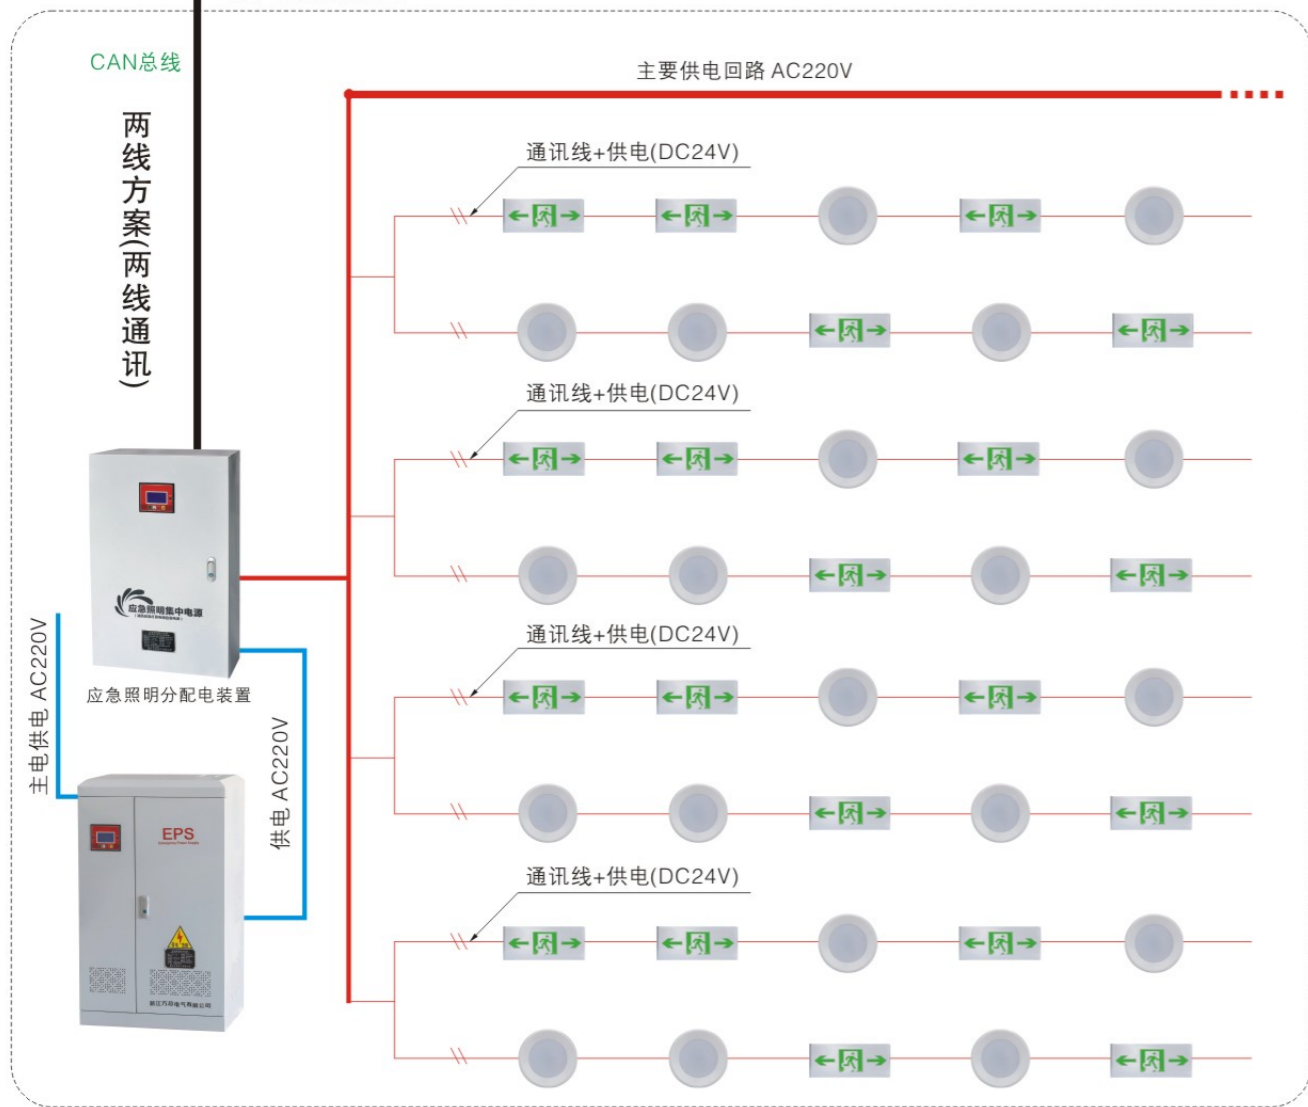 CAN总线
两线方案(两线通讯)
主要供电回路 AC220V
通讯线+供电(DC24V)
通讯线+供电(DC24V)
通讯线+供电(DC24V)
通讯线+供电(DC24V)
应急照明集中电源
应急照明分配电装置
主电供电 AC220V
供电 AC220V
EPS
Emergency Power Supply